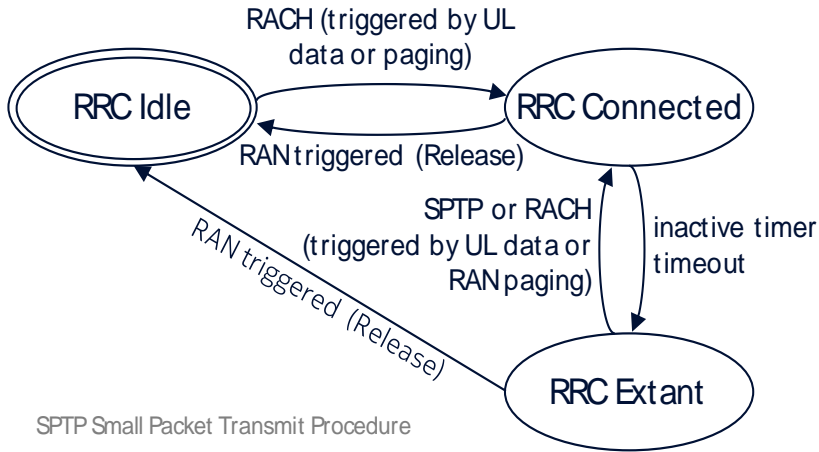 RACH (triggered by UL
data or paging)
RRC Idle
RRC Connected
RAN triggered (Release)
SPTP or RACH
(triggered by UL data or
RAN paging)
inactive timer
timeout
RAN triggered (Release)
RRC Extant
SPTP Small Packet Transmit Procedure